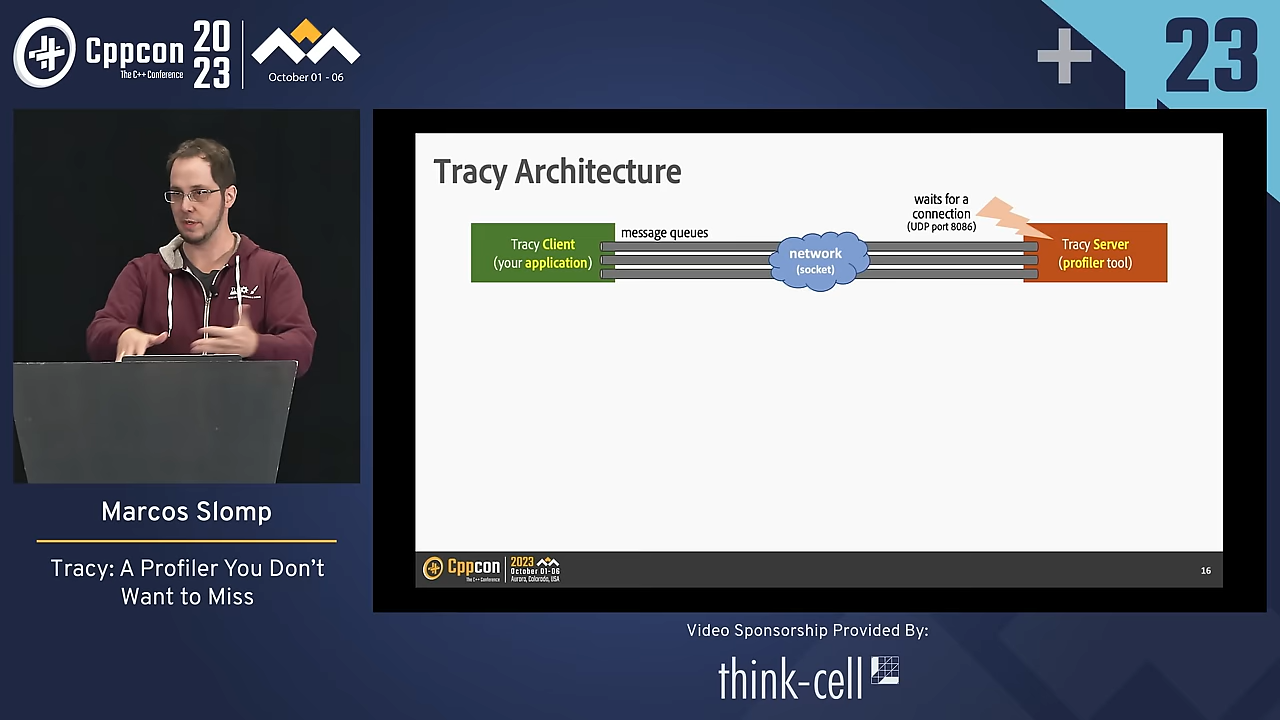 Cppcon
The C++ Conference
20
23
October 01 - 06
23
Tracy Architecture
waits for a
connection
(UDP port 8086)
Tracy Client
(your application)
message queues
network
(socket)
Tracy Server
(profiler tool)
Cppcon
The C++ Conference
2023
October 01-06
Aurora, Colorado, USA
16
Marcos Slomp
Tracy: A Profiler You Don't
Want to Miss
Video Sponsorship Provided By:
think-cell